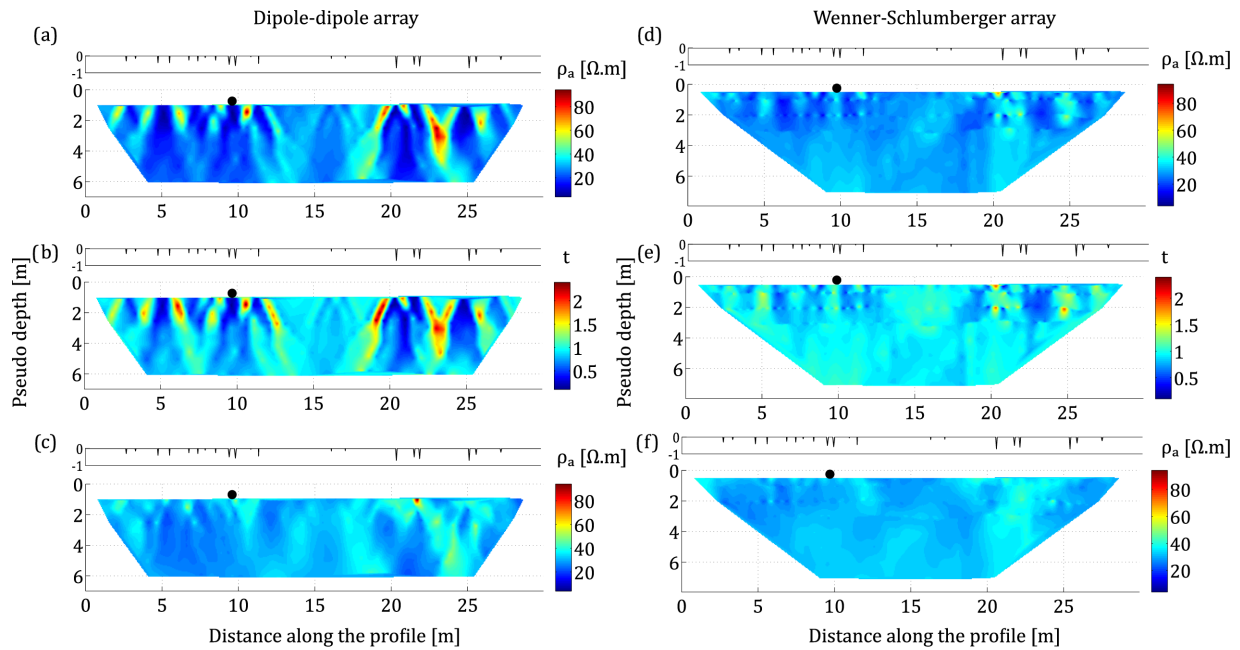 Dipole-dipole array
Wenner-Schlumberger array
(a)
0
-1
ρₐ [Ω.m]
0
2
4
6
80
60
40
20
0 5 10 15 20 25
(d)
0
-1
ρₐ [Ω.m]
0
2
4
6
80
60
40
20
0 5 10 15 20 25
(b)
0
-1
t
0
2
4
6
2
1.5
1
0.5
0 5 10 15 20 25
Pseudo depth [m]
(e)
0
-1
t
0
2
4
6
2
1.5
1
0.5
0 5 10 15 20 25
Pseudo depth [m]
(c)
0
-1
ρₐ [Ω.m]
0
2
4
6
80
60
40
20
0 5 10 15 20 25
Distance along the profile [m]
(f)
0
-1
ρₐ [Ω.m]
0
2
4
6
80
60
40
20
0 5 10 15 20 25
Distance along the profile [m]